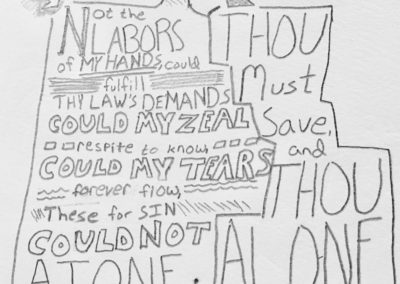 Not the
LABORS
of MY HANDS could
fulfill
THY LAW'S DEMANDS
COULD MY ZEAL
respite to know,
COULD MY TEARS
forever flow,
These for SIN
COULD NOT
ATONE.
THOU
Must
Save,
and
THOU
ALONE